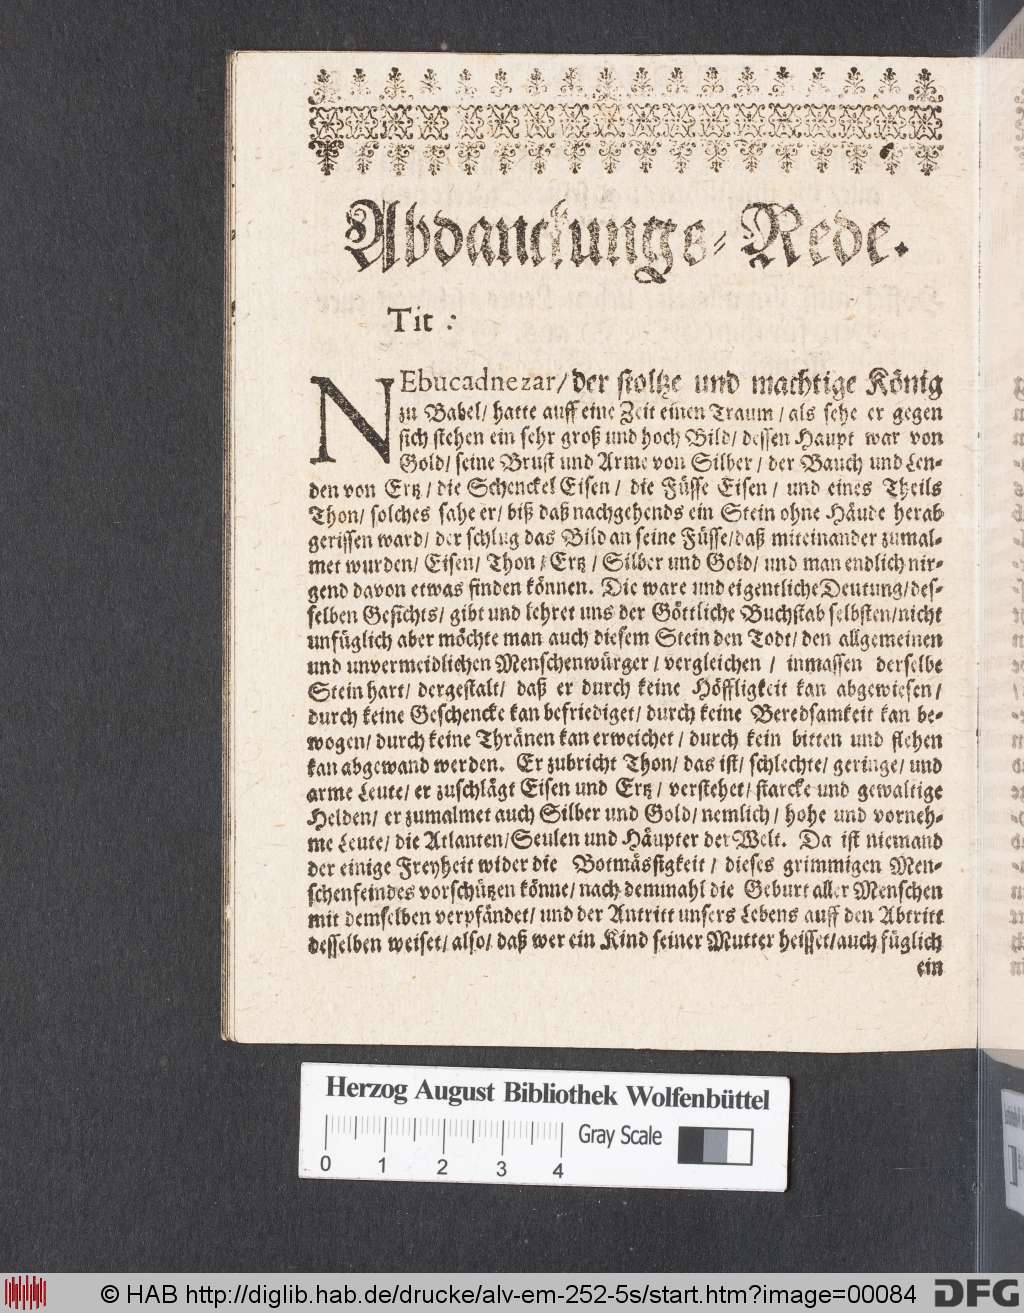 Abdanckungs-Rede.
Tit:
NEbucadnezar/ der stoltze und machtige König
zu Babel/ hatte auff eine Zeit einen Traum/ als sehe er gegen
sich stehen ein sehr groß und hoch Bild/ dessen Haupt war von
Gold/ seine Brust und Arme von Silber/ der Bauch und Len-
den von Ertz/ die Schenckel Eisen/ die Füsse Eisen/ und eines Theils
Thon/ solches sahe er/ biß daß nachgehends ein Stein ohne Häude herab
gerissen ward/ der schlug das Bild an seine Füsse/ daß miteinander zumal-
met wurden/ Eisen/ Thon/ Ertz/ Silber und Gold/ und man endlich nir-
gend davon etwas finden können. Die ware und eigentliche Deutung/ des-
selben Gesichts/ gibt und lehret uns der Göttliche Buchstab selbsten/ nicht
unfüglich aber möchte man auch diesem Stein den Todt/ den allgemeinen
und unvermeidlichen Menschenwürger/ vergleichen/ inmassen derselbe
Stein hart/ dergestalt/ daß er durch keine Höffligkeit kan abgewiesen/
durch keine Geschencke kan befriediget/ durch keine Beredsamkeit kan be-
wogen/ durch keine Thränen kan erweichet/ durch kein bitten und flehen
kan abgewand werden. Er zubricht Thon/ das ist/ schlechte/ geringe/ und
arme Leute/ er zuschlägt Eisen und Ertz/ verstehet/ starcke und gewaltige
Helden/ er zumalmet auch Silber und Gold/ nemlich/ hohe und vorneh-
me Leute/ die Atlanten/ Seulen und Häupter der Welt. Da ist niemand
der einige Freyheit wider die Botmässigkeit/ dieses grimmigen Men-
schenfeindes vorschützen könne/ nach demmahl die Geburt aller Menschen
mit demselben verpfändet/ und der Antritt unsers Lebens auff den Abtritt
desselben weiset/ also/ daß wer ein Kind seiner Mutter heisset/ auch füglich
ein
Herzog August Bibliothek Wolfenbüttel
Gray Scale
0 1 2 3 4
© HAB http://diglib.hab.de/drucke/alv-em-252-5s/start.htm?image=00084
DFG